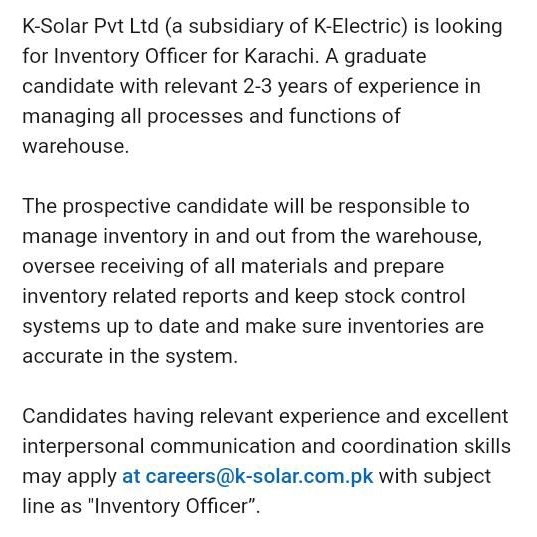 K-Solar Pvt Ltd (a subsidiary of K-Electric) is looking
for Inventory Officer for Karachi. A graduate
candidate with relevant 2-3 years of experience in
managing all processes and functions of
warehouse.
The prospective candidate will be responsible to
manage inventory in and out from the warehouse,
oversee receiving of all materials and prepare
inventory related reports and keep stock control
systems up to date and make sure inventories are
accurate in the system.
Candidates having relevant experience and excellent
interpersonal communication and coordination skills
may apply at careers@k-solar.com.pk with subject
line as "Inventory Officer”.